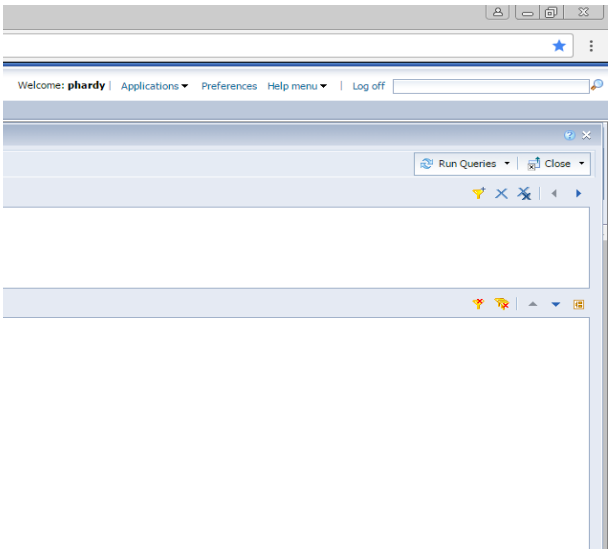 Welcome: phardy | Applications Preferences Help menu | Log off
Run Queries Close